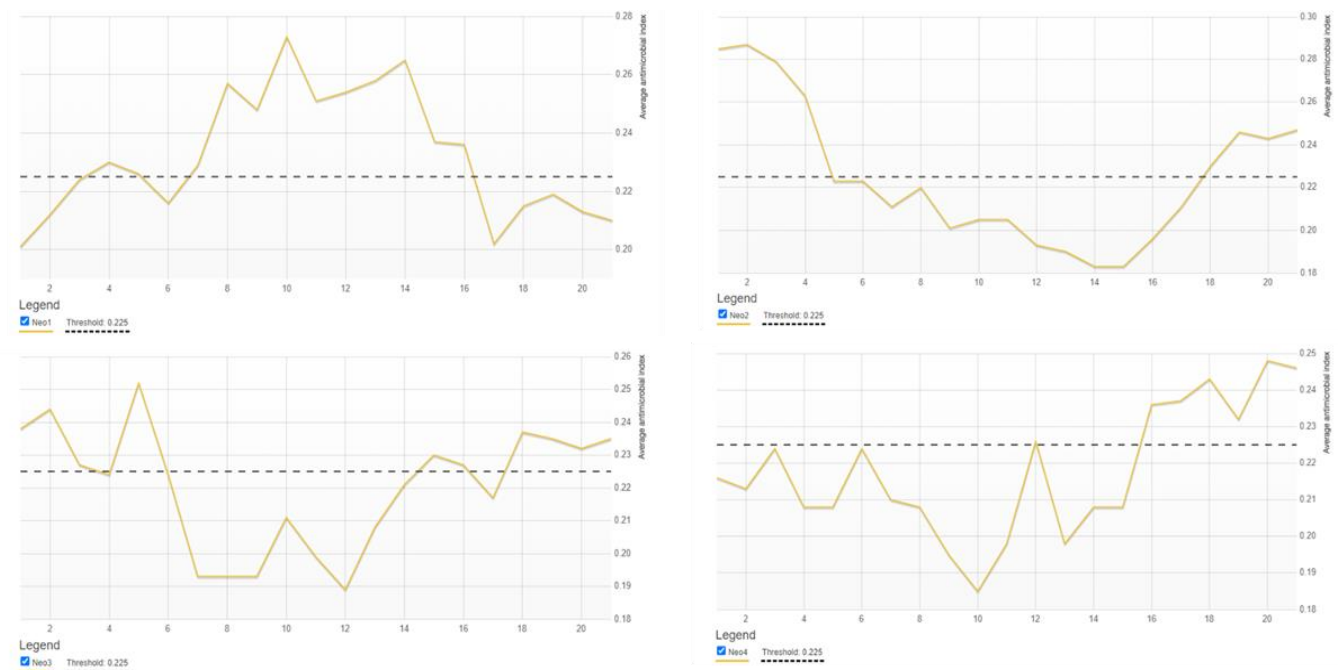 0.28
0.26
0.24
0.22
0.20
Average antimicrobial index
2 4 6 8 10 12 14 16 18 20
Legend
Neo1 Threshold: 0.225
0.30
0.28
0.26
0.24
0.22
0.20
0.18
Average antimicrobial index
2 4 6 8 10 12 14 16 18 20
Legend
Neo2 Threshold: 0.225
0.26
0.25
0.24
0.23
0.22
0.21
0.20
0.19
0.18
Average antimicrobial index
2 4 6 8 10 12 14 16 18 20
Legend
Neo3 Threshold: 0.225
0.25
0.24
0.23
0.22
0.21
0.20
0.19
0.18
Average antimicrobial index
2 4 6 8 10 12 14 16 18 20
Legend
Neo4 Threshold: 0.225